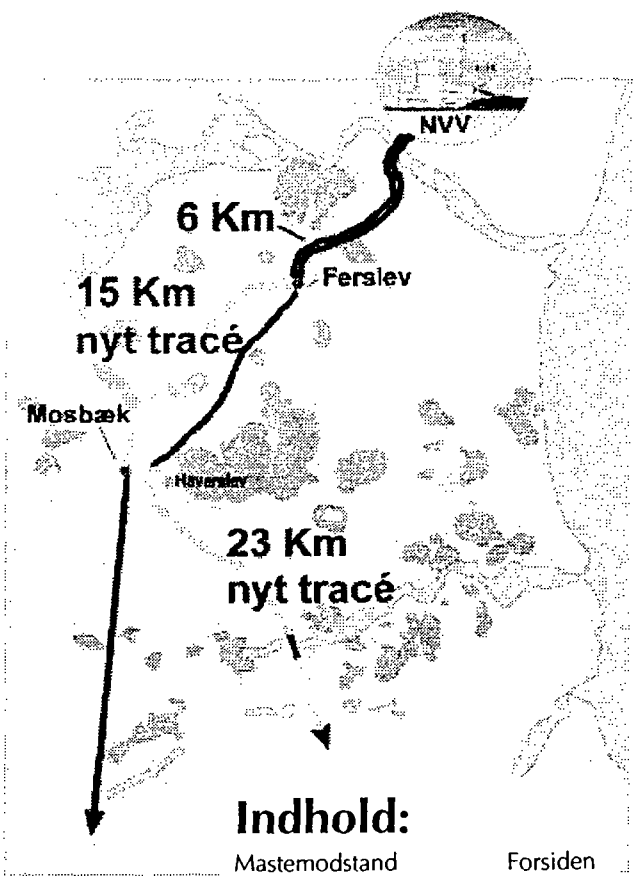 NVV
6 Km
Ferslev
15 Km
nyt tracé
Mosbæk
Haverslev
23 Km
nyt tracé
Indhold:
Mastemodstand Forsiden